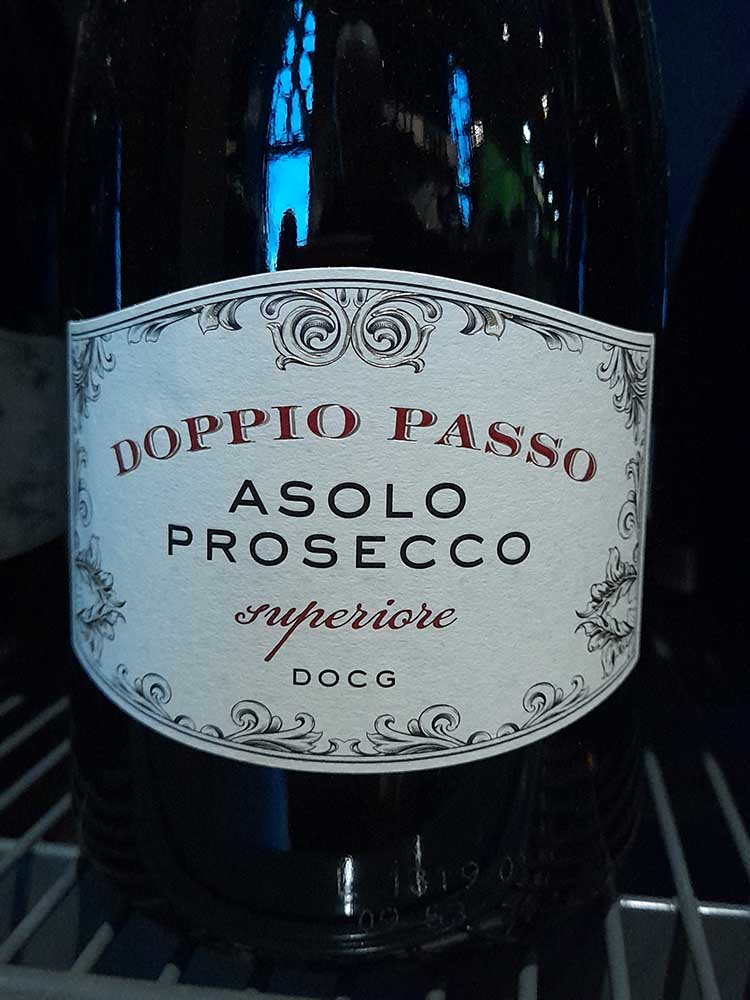 DOPPIO PASSO
ASOLO
PROSECCO
superiore
DOCG